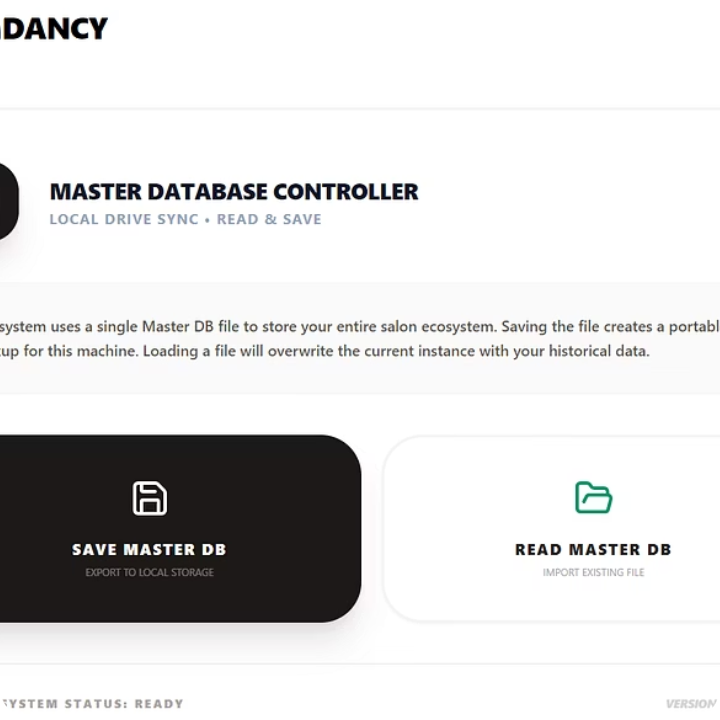 DANCY
MASTER DATABASE CONTROLLER
LOCAL DRIVE SYNC • READ & SAVE
system uses a single Master DB file to store your entire salon ecosystem. Saving the file creates a portabl
up for this machine. Loading a file will overwrite the current instance with your historical data.
SAVE MASTER DB
EXPORT TO LOCAL STORAGE
READ MASTER DB
IMPORT EXISTING FILE
YSTEM STATUS: READY
VERSION